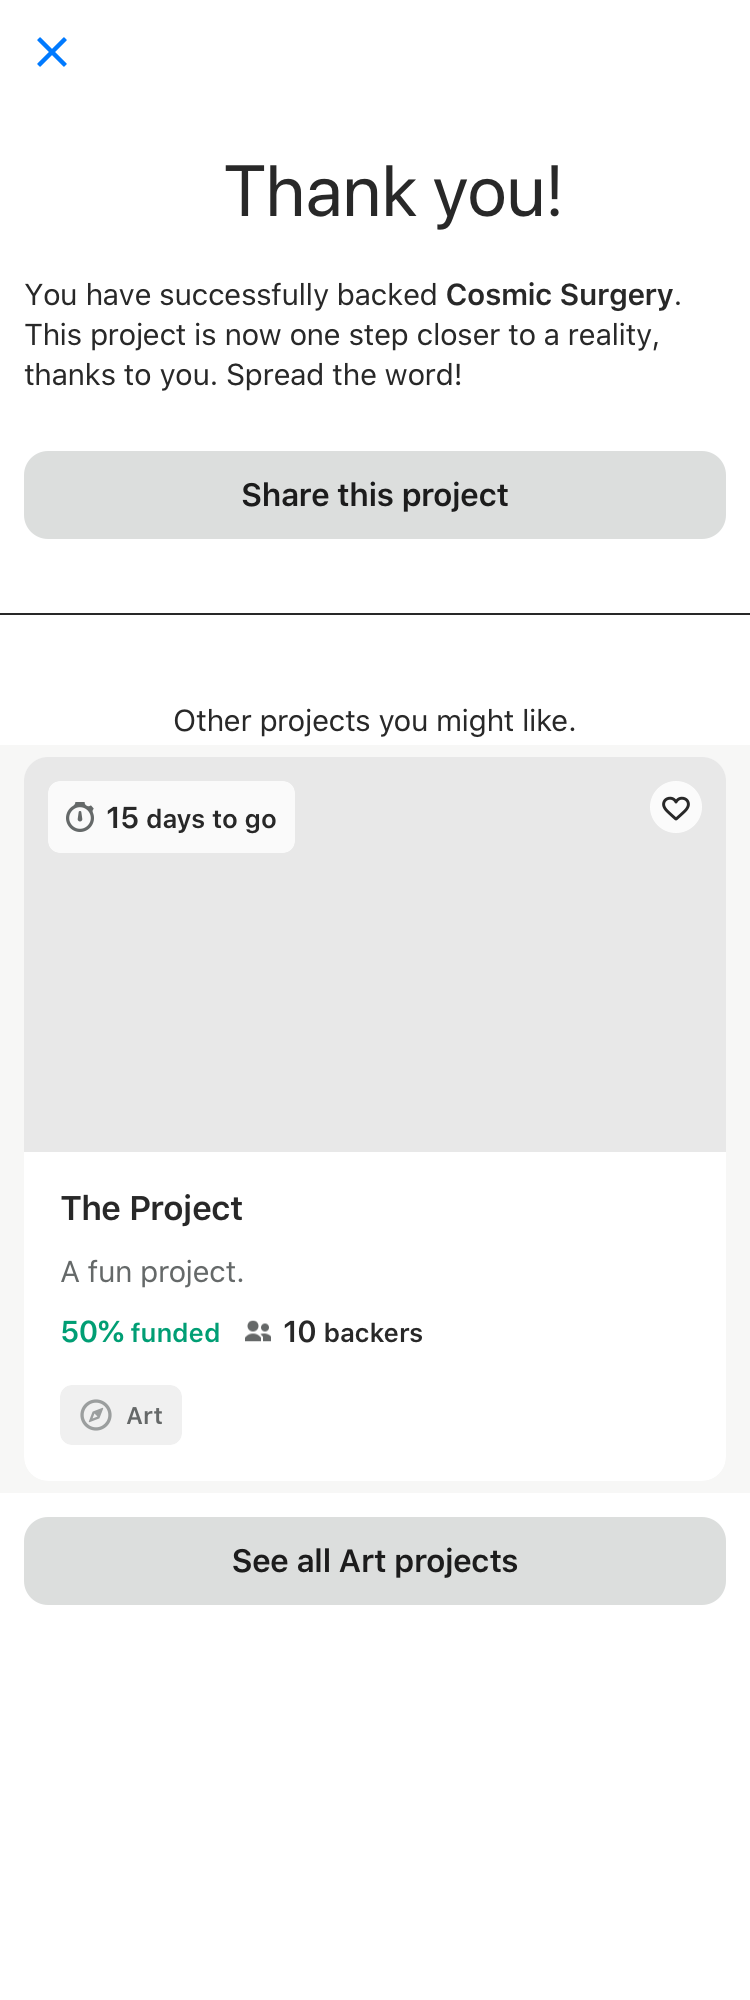 Thank you!
You have successfully backed Cosmic Surgery.
This project is now one step closer to a reality,
thanks to you. Spread the word!
Share this project
Other projects you might like.
15 days to go
The Project
A fun project.
50% funded 10 backers
Art
See all Art projects